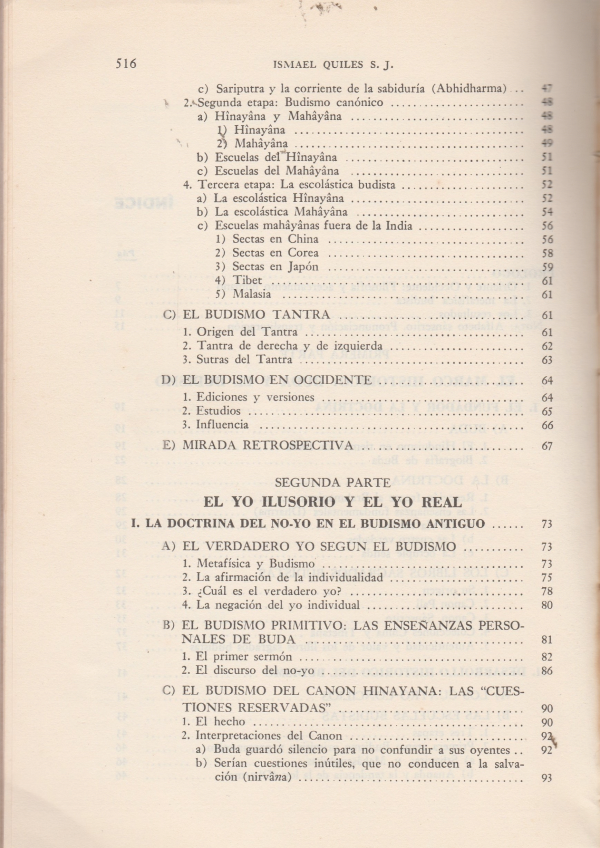 516 ISMAEL QUILES S. J.
c) Sariputra y la corriente de la sabiduría (Abhidharma) .. 47
2. Segunda etapa: Budismo canónico .......... 48
a) Hînayâna y Mahâyâna .......... 48
1) Hînayâna .......... 48
2) Mahâyâna .......... 49
b) Escuelas del Hînayâna .......... 51
c) Escuelas del Mahâyâna .......... 51
4. Tercera etapa: La escolástica budista .......... 52
a) La escolástica Hînayâna .......... 52
b) La escolástica Mahâyâna .......... 54
c) Escuelas mahâyânas fuera de la India .......... 56
1) Sectas en China .......... 56
2) Sectas en Corea .......... 58
3) Sectas en Japón .......... 59
4) Tibet .......... 61
5) Malasia .......... 61
C) EL BUDISMO TANTRA .......... 61
1. Origen del Tantra .......... 61
2. Tantra de derecha y de izquierda .......... 62
3. Sutras del Tantra .......... 63
D) EL BUDISMO EN OCCIDENTE .......... 64
1. Ediciones y versiones .......... 64
2. Estudios .......... 65
3. Influencia .......... 66
E) MIRADA RETROSPECTIVA .......... 67
SEGUNDA PARTE
EL YO ILUSORIO Y EL YO REAL
I. LA DOCTRINA DEL NO-YO EN EL BUDISMO ANTIGUO ...... 73
A) EL VERDADERO YO SEGUN EL BUDISMO .......... 73
1. Metafísica y Budismo .......... 73
2. La afirmación de la individualidad .......... 75
3. ¿Cuál es el verdadero yo? .......... 78
4. La negación del yo individual .......... 80
B) EL BUDISMO PRIMITIVO: LAS ENSEÑANZAS PERSO-
NALES DE BUDA .......... 81
1. El primer sermón .......... 82
2. El discurso del no-yo .......... 86
C) EL BUDISMO DEL CANON HINAYANA: LAS “CUES-
TIONES RESERVADAS” .......... 90
1. El hecho .......... 90
2. Interpretaciones del Canon .......... 92
a) Buda guardó silencio para no confundir a sus oyentes .. 92
b) Serían cuestiones inútiles, que no conducen a la salva-
ción (nirvâna) .......... 93